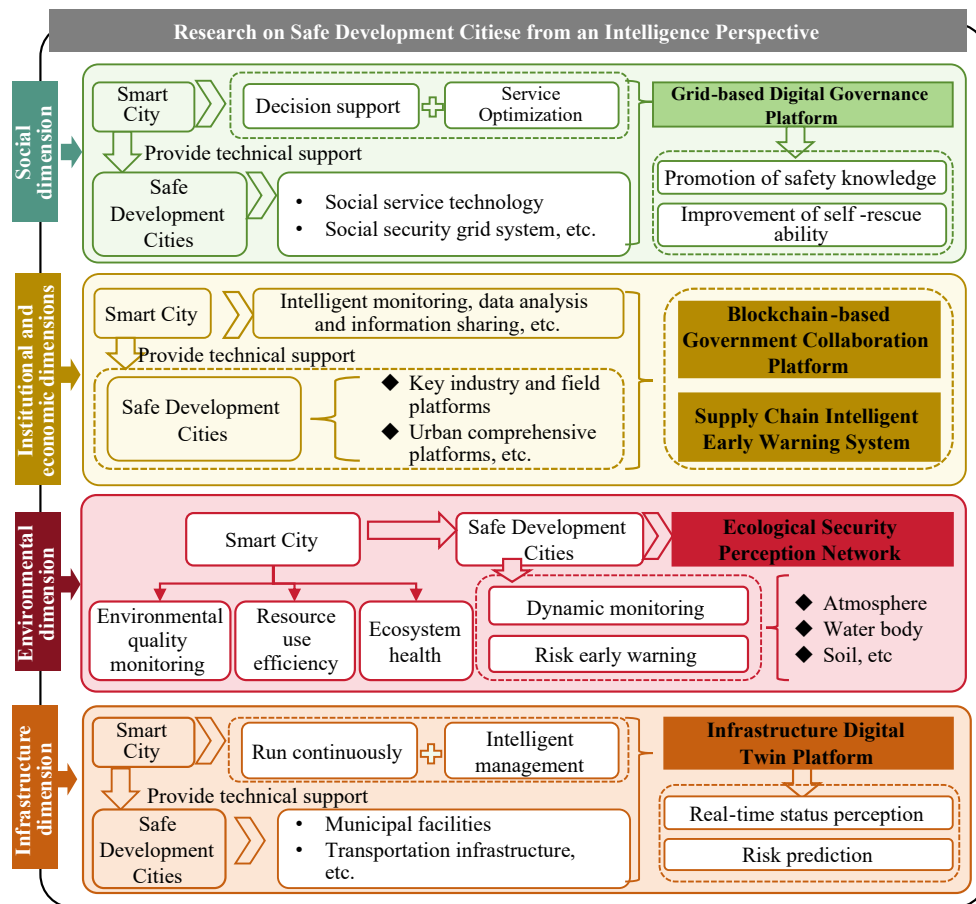 Research on Safe Development Citiese from an Intelligence Perspective
Social
dimension
Smart
City
Decision support
Service
Optimization
Grid-based Digital Governance
Platform
Provide technical support
Safe
Development
Cities
• Social service technology
• Social security grid system, etc.
Promotion of safety knowledge
Improvement of self -rescue
ability
Institutional and
economic dimensions
Smart City
Intelligent monitoring, data analysis
and information sharing, etc.
Provide technical support
Safe Development
Cities
◆ Key industry and field
platforms
◆ Urban comprehensive
platforms, etc.
Blockchain-based
Government Collaboration
Platform
Supply Chain Intelligent
Early Warning System
Environmental
dimension
Smart City
Safe Development
Cities
Ecological Security
Perception Network
Environmental
quality
monitoring
Resource
use
efficiency
Ecosystem
health
Dynamic monitoring
Risk early warning
◆ Atmosphere
◆ Water body
◆ Soil, etc
Infrastructure
dimension
Smart
City
Run continuously
Intelligent
management
Infrastructure Digital
Twin Platform
Provide technical support
Safe
Development
Cities
• Municipal facilities
• Transportation infrastructure,
etc.
Real-time status perception
Risk prediction